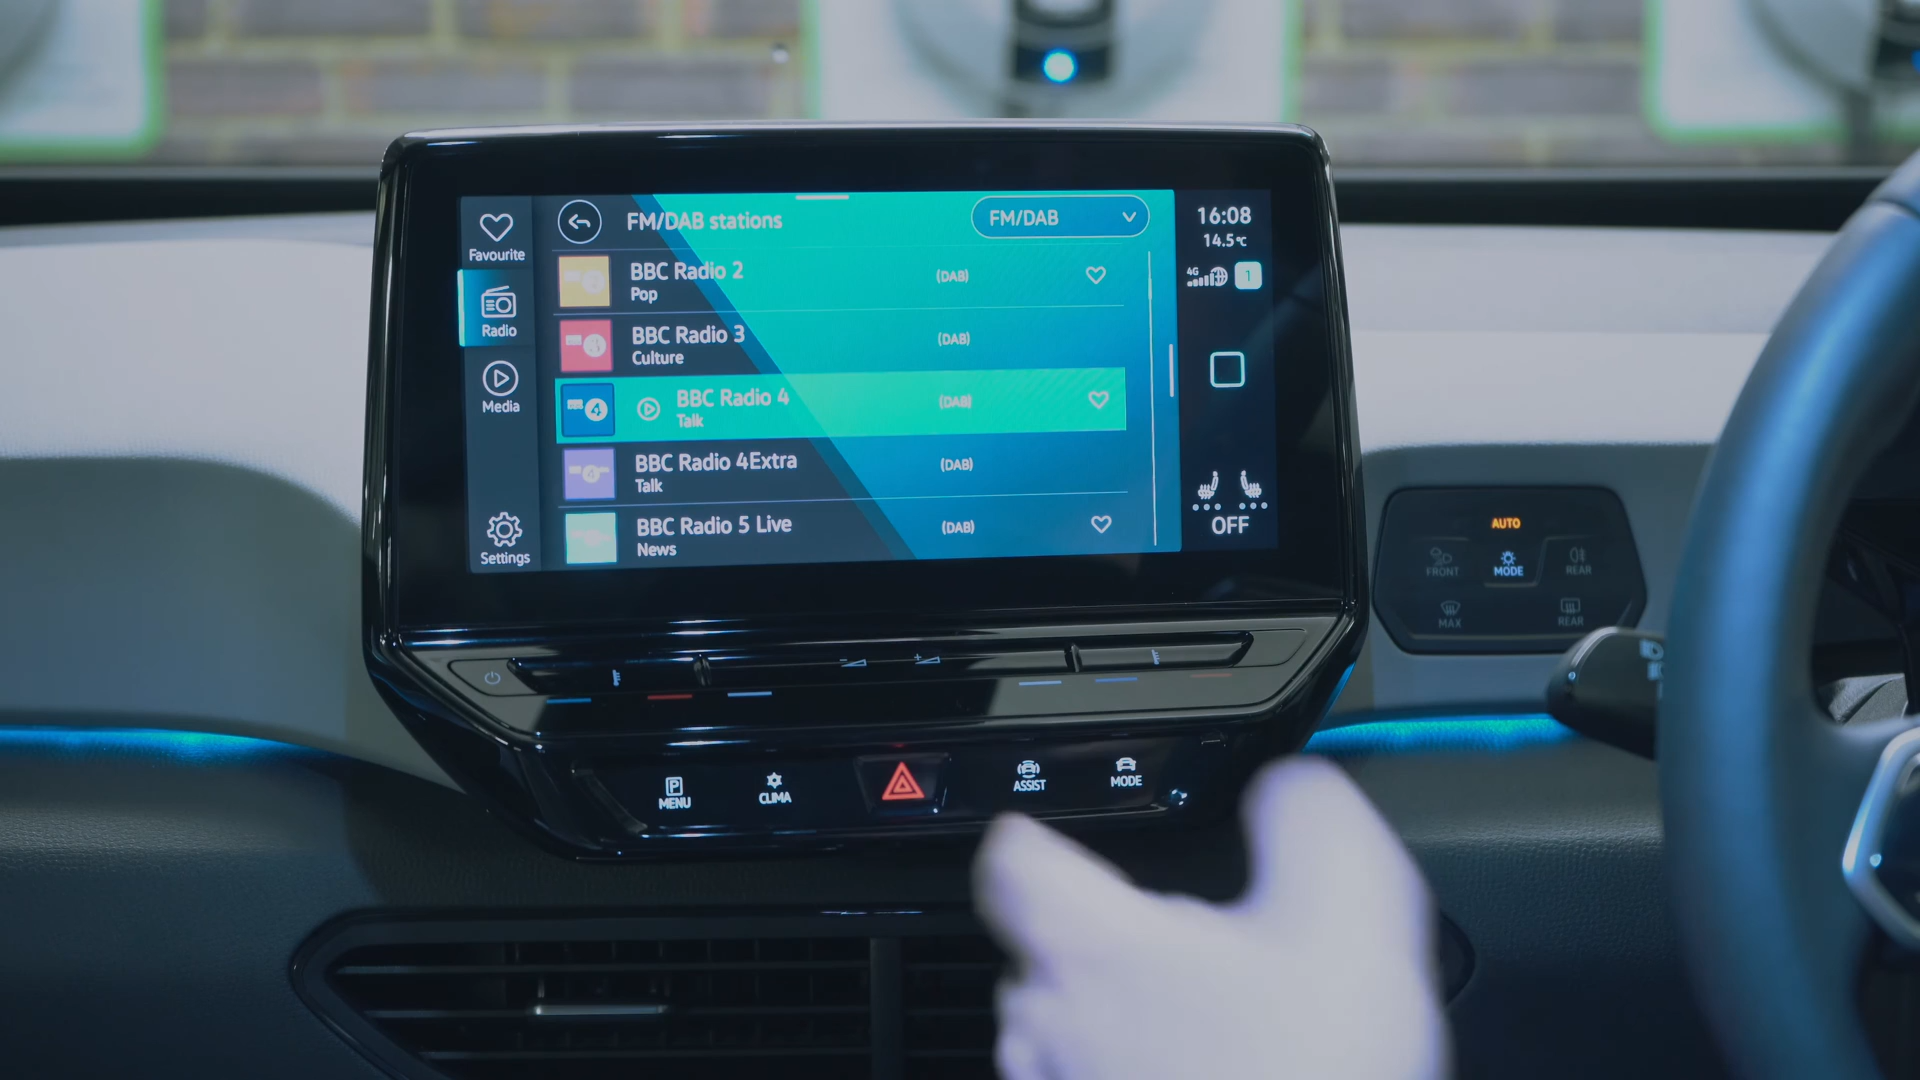 Favourite
Radio
Media
Settings
FM/DAB stations
FM/DAB
BBC Radio 2
Pop
(DAB)
BBC Radio 3
Culture
(DAB)
4
BBC Radio 4
Talk
(DAB)
4
BBC Radio 4Extra
Talk
(DAB)
BBC Radio 5 Live
News
(DAB)
16:08
14.5°C
4G
1
OFF
AUTO
FRONT
MODE
REAR
MAX
REAR
P
MENU
CLIMA
ASSIST
MODE